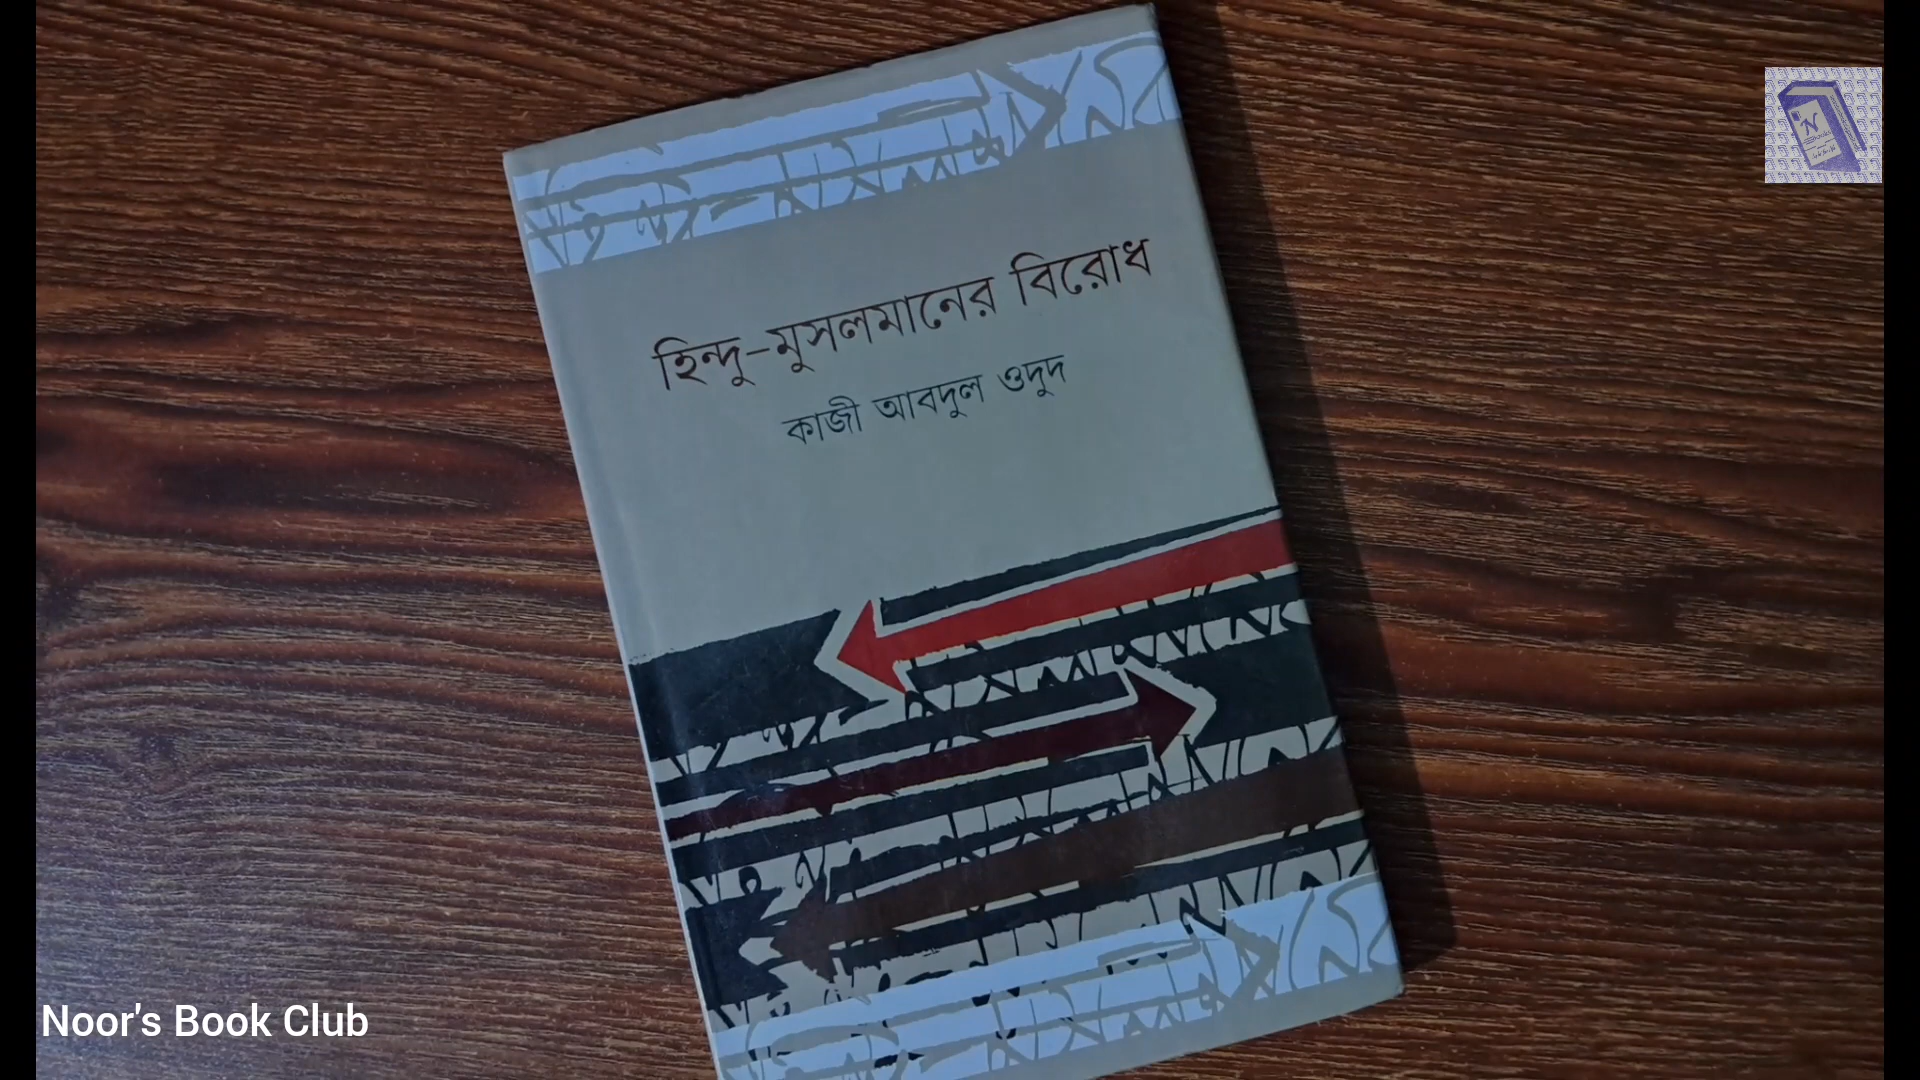 হিন্দু-মুসলমানের বিরোধ
কাজী আবদুল ওদুদ
Noor's Book Club